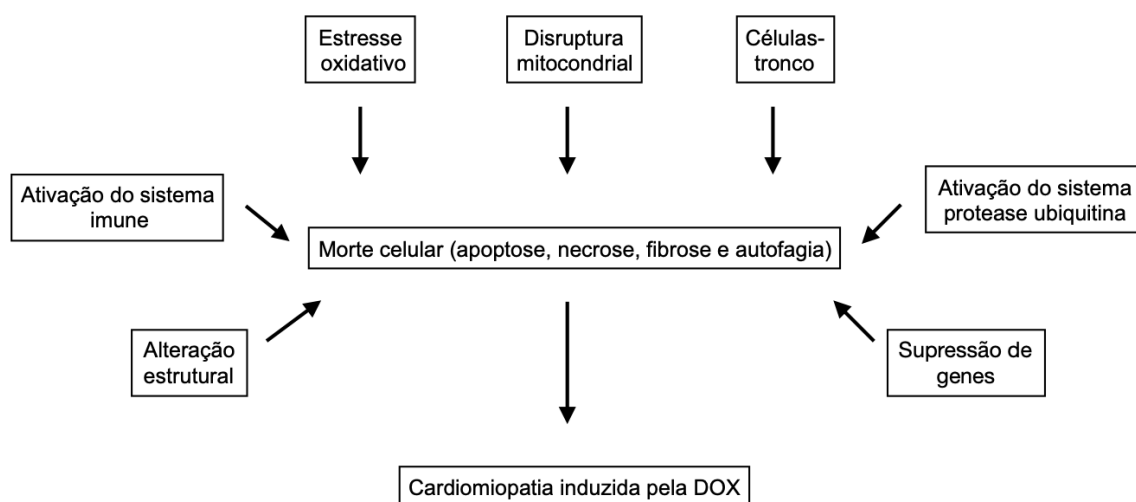 Estresse
oxidativo
Disruptura
mitocondrial
Células-
tronco
Ativação do sistema
imune
Ativação do sistema
protease ubiquitina
Morte celular (apoptose, necrose, fibrose e autofagia)
Alteração
estrutural
Supressão de
genes
Cardiomiopatia induzida pela DOX